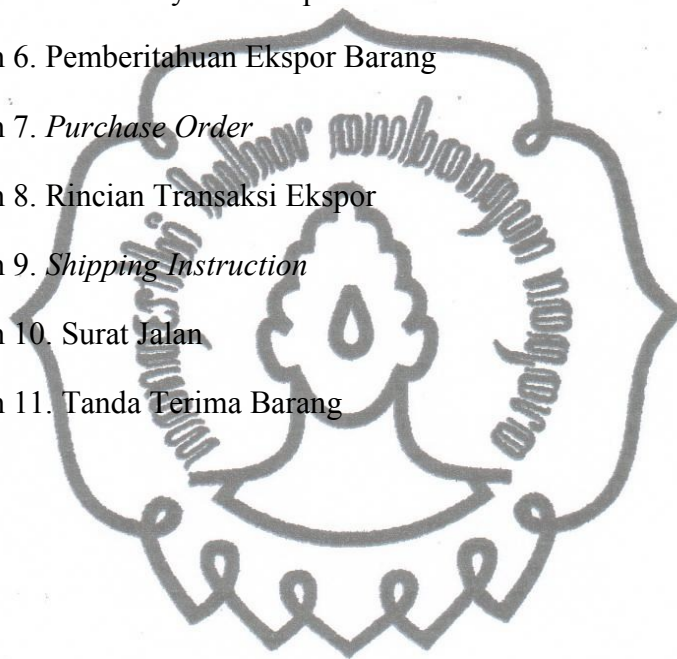 n 6. Pemberitahuan Ekspor Barang
n 7. Purchase Order
n 8. Rincian Transaksi Ekspor
n 9. Shipping Instruction
n 10. Surat Jalan
n 11. Tanda Terima Barang